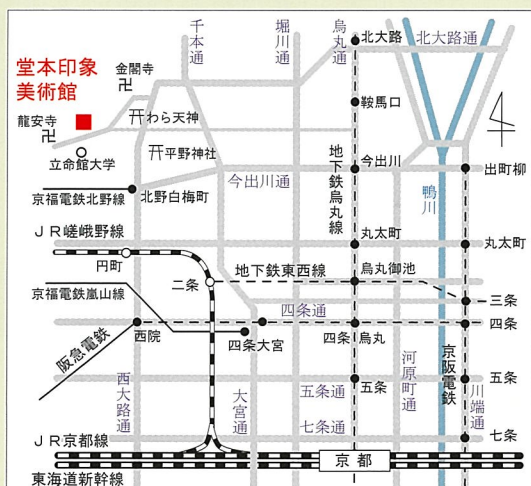 千本通
堀川通
烏丸通
北大路
北大路通
堂本印象
美術館
金閣寺
卍
鞍馬口
龍安寺
卍
わら天神
立命館大学
平野神社
地下鉄烏丸線
今出川
出町柳
今出川通
京福電鉄北野線
北野白梅町
鴨川
JR嵯峨野線
丸太町
丸太町
円町
地下鉄東西線
烏丸御池
二条
京福電鉄嵐山線
四条通
三条
阪急電鉄
西院
四条大宮
四条
烏丸
四条
京阪電鉄
河原町通
西大路通
大宮通
五条通
五条
五条
川端通
七条通
七条
JR京都線
京都
東海道新幹線